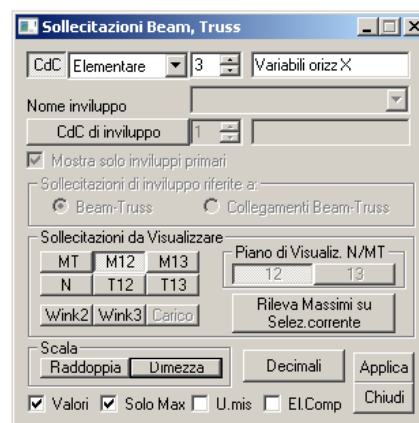 Sollecitazioni Beam, Truss
CdC Elementare 3 Variabili orizz X
Nome inviluppo
CdC di inviluppo 1
Mostra solo inviluppi primari
Sollecitazioni di inviluppo riferite a:
Beam-Truss Collegamenti Beam-Truss
Sollecitazioni da Visualizzare
MT M12 M13
N T12 T13
Wink2 Wink3 Carico
Piano di Visualiz. N/MT
12 13
Rileva Massimi su
Selez.corrente
Scala
Raddoppia Dimezza
Decimali
Applica
Chiudi
Valori Solo Max U.mis El.Comp